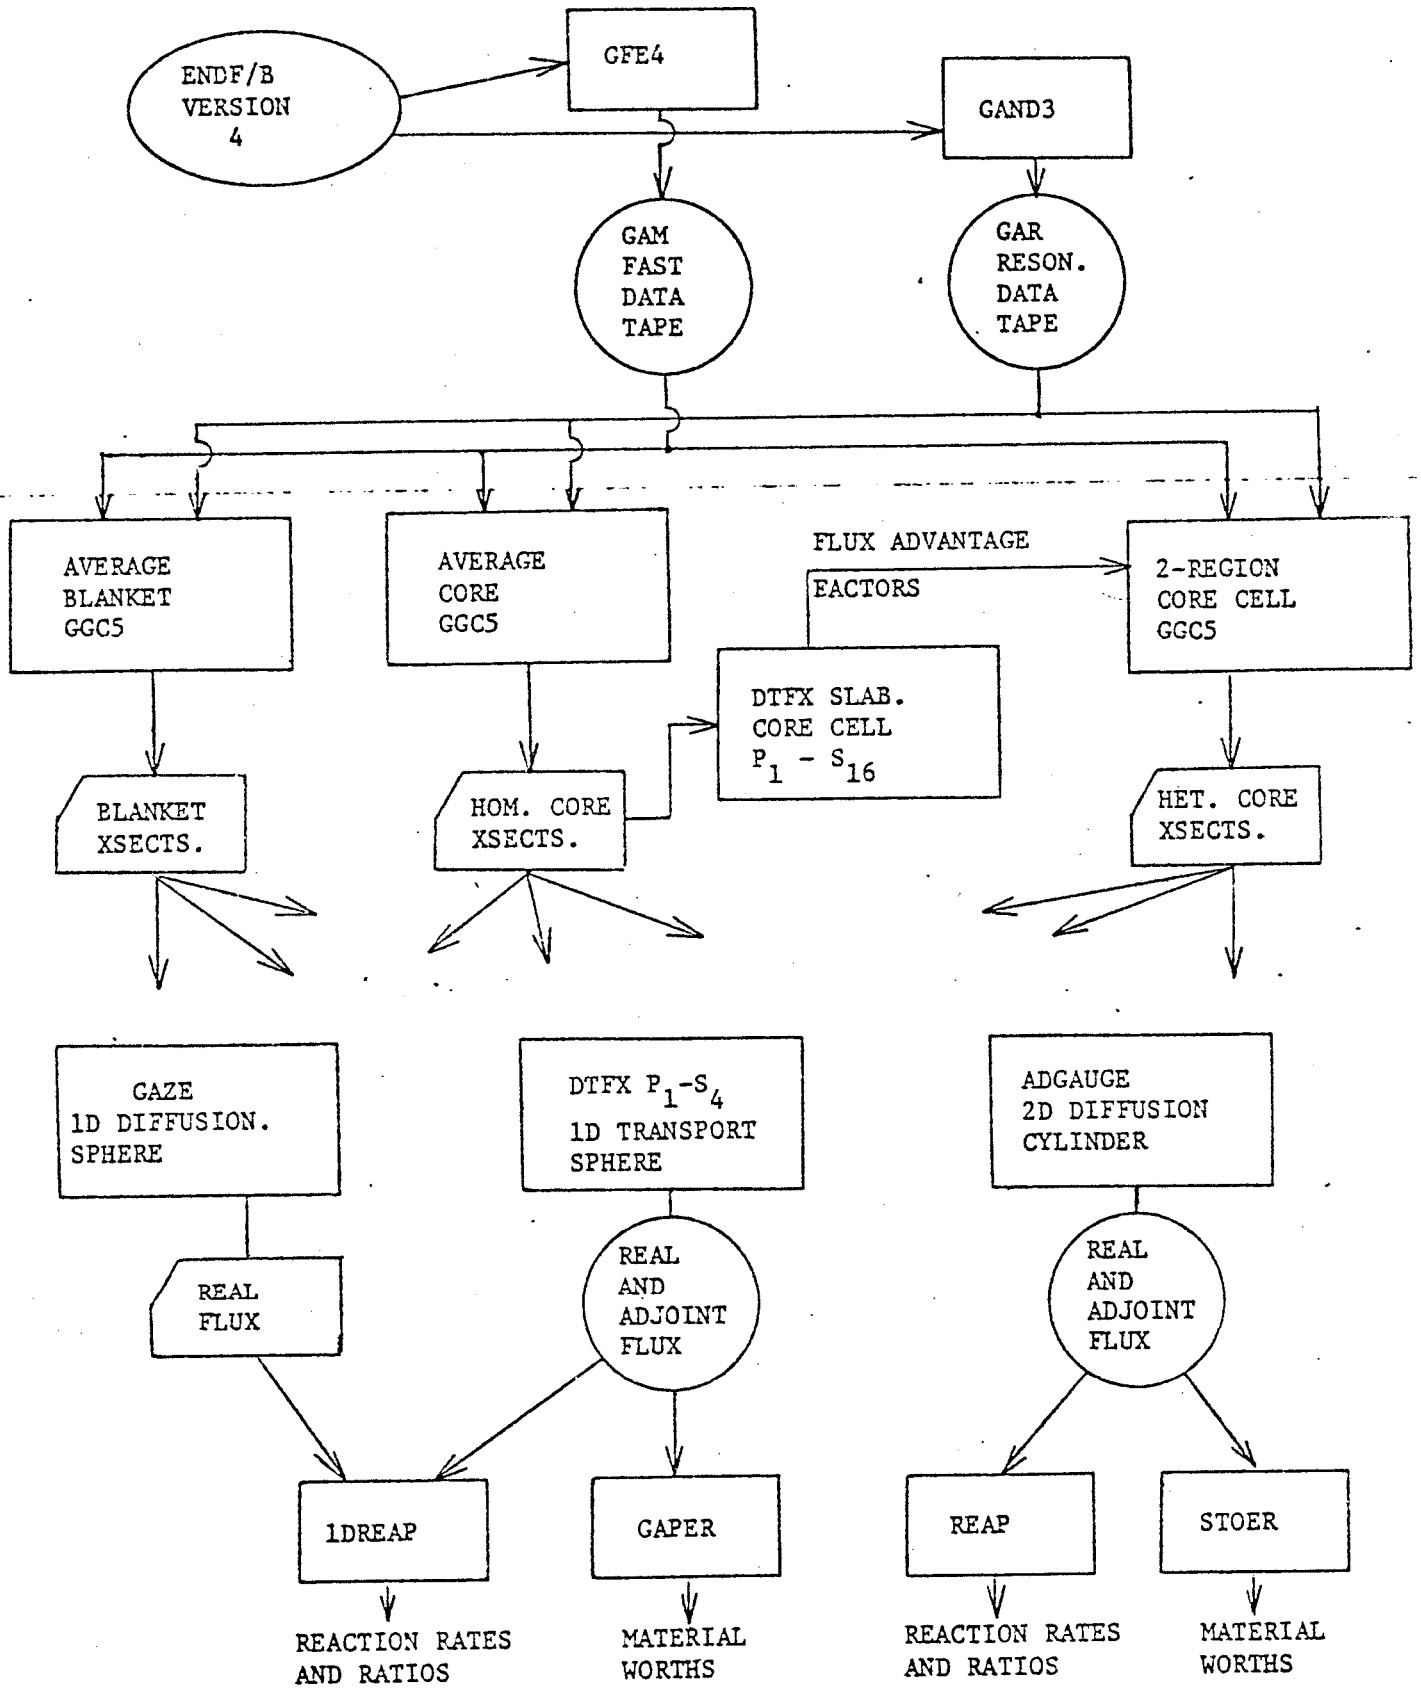 ENDF/B
VERSION
4
GFE4
GAND3
GAM
FAST
DATA
TAPE
GAR
RESON.
DATA
TAPE
AVERAGE
BLANKET
GGC5
AVERAGE
CORE
GGC5
FLUX ADVANTAGE
EACTORS
2-REGION
CORE CELL
GGC5
DTFX SLAB.
CORE CELL
P1 - S16
BLANKET
XSECTS.
HOM. CORE
XSECTS.
HET. CORE
XSECTS.
GAZE
1D DIFFUSION.
SPHERE
DTFX P1-S4
1D TRANSPORT
SPHERE
ADGAUGE
2D DIFFUSION
CYLINDER
REAL
FLUX
REAL
AND
ADJOINT
FLUX
REAL
AND
ADJOINT
FLUX
1DREAP
GAPER
REAP
STOER
REACTION RATES
AND RATIOS
MATERIAL
WORTHS
REACTION RATES
AND RATIOS
MATERIAL
WORTHS